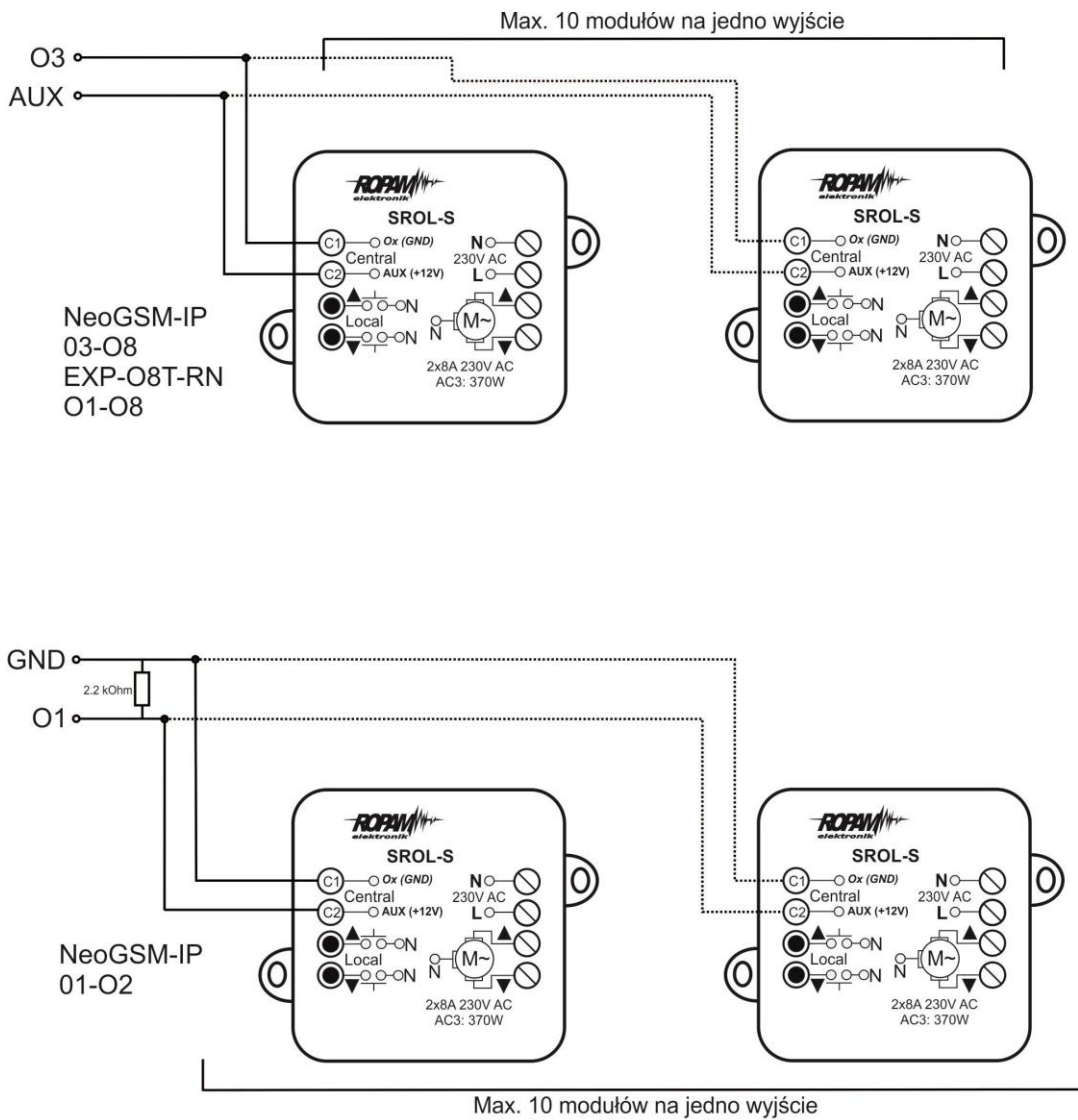 Max. 10 modułów na jedno wyjście
O3
AUX
ROPAM
elektronik
SROL-S
C1 Ox (GND)
Central
C2 AUX (+12V)
N
230V AC
L
N
Local
N
N
M~
2x8A 230V AC
AC3: 370W
ROPAM
elektronik
SROL-S
C1 Ox (GND)
Central
C2 AUX (+12V)
N
230V AC
L
N
Local
N
N
M~
2x8A 230V AC
AC3: 370W
NeoGSM-IP
03-O8
EXP-O8T-RN
O1-O8
GND
2.2 kOhm
O1
ROPAM
elektronik
SROL-S
C1 Ox (GND)
Central
C2 AUX (+12V)
N
230V AC
L
N
Local
N
N
M~
2x8A 230V AC
AC3: 370W
ROPAM
elektronik
SROL-S
C1 Ox (GND)
Central
C2 AUX (+12V)
N
230V AC
L
N
Local
N
N
M~
2x8A 230V AC
AC3: 370W
NeoGSM-IP
01-O2
Max. 10 modułów na jedno wyjście